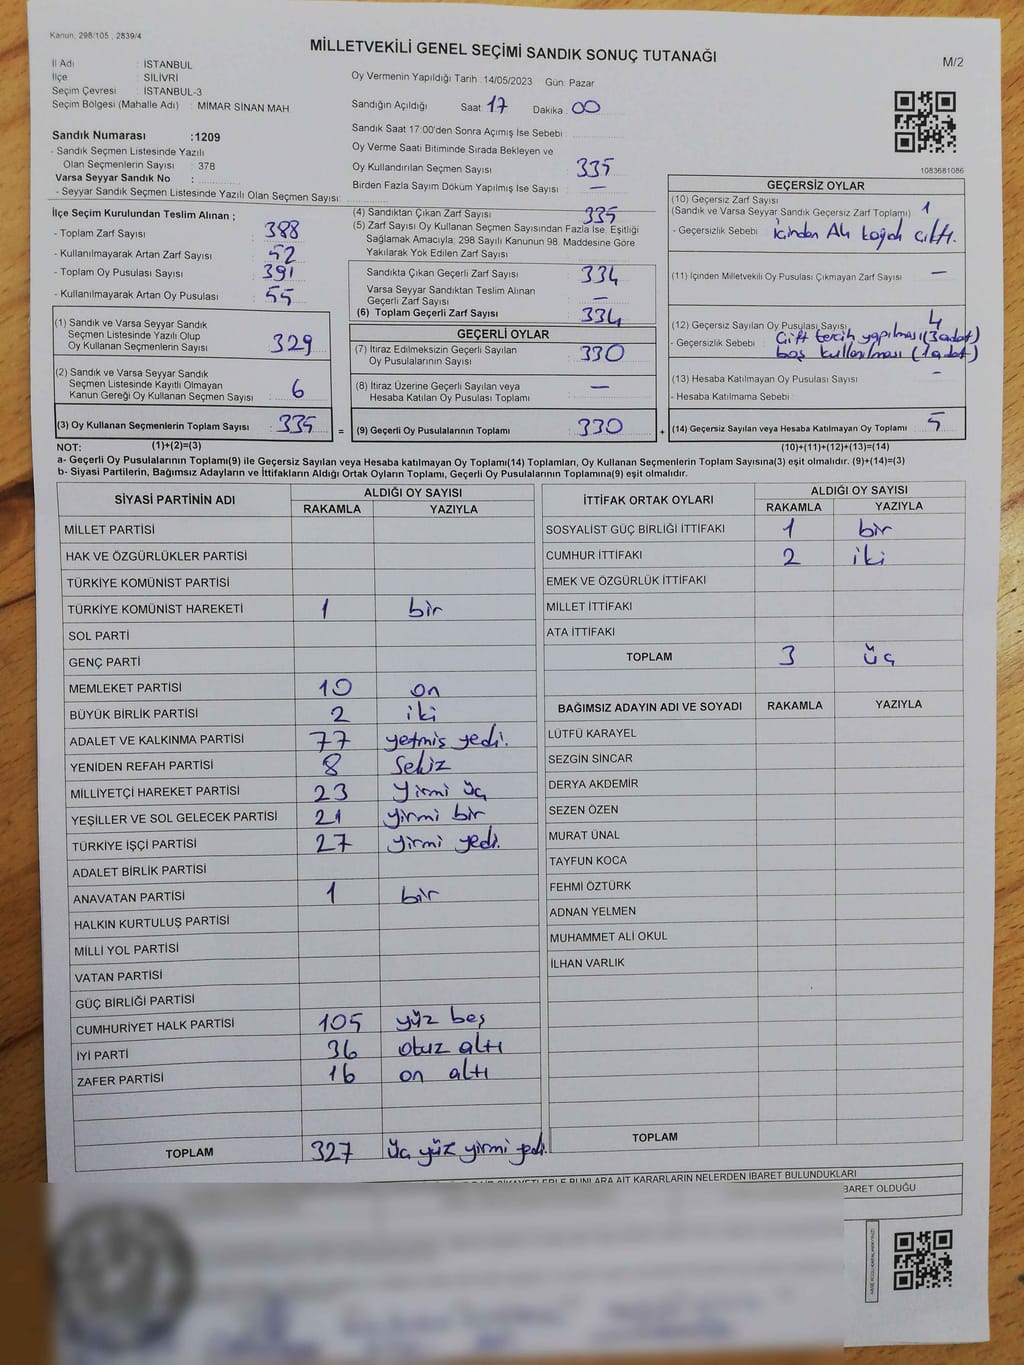 Kanun, 298/105 , 2839/4
MİLLETVEKİLİ GENEL SEÇİMİ SANDIK SONUÇ TUTANAĞI
M/2
İl Adı : İSTANBUL
İlçe : SİLİVRİ
Seçim Çevresi : İSTANBUL-3
Seçim Bölgesi (Mahalle Adı) : MİMAR SİNAN MAH.
Sandık Numarası :1209
- Sandık Seçmen Listesinde Yazılı
Olan Seçmenlerin Sayısı : 378
Varsa Seyyar Sandık No :
- Seyyar Sandık Seçmen Listesinde Yazılı Olan Seçmen Sayısı:
Oy Vermenin Yapıldığı Tarih :14/05/2023 Gün: Pazar
Sandığın Açıldığı Saat: 17 Dakika: 00
Sandık Saat 17:00'den Sonra Açımış İse Sebebi :
Oy Verme Saati Bitiminde Sırada Bekleyen ve
Oy Kullandırılan Seçmen Sayısı : 335
Birden Fazla Sayım Döküm Yapılmış İse Sayısı : —
1083681086
İlçe Seçim Kurulundan Teslim Alınan ;
- Toplam Zarf Sayısı : 388
- Kullanılmayarak Artan Zarf Sayısı : 52
- Toplam Oy Pusulası Sayısı : 391
- Kullanılmayarak Artan Oy Pusulası : 55
(1) Sandık ve Varsa Seyyar Sandık
Seçmen Listesinde Yazılı Olup
Oy Kullanan Seçmenlerin Sayısı : 329
(2) Sandık ve Varsa Seyyar Sandık
Seçmen Listesinde Kayıtlı Olmayan
Kanun Gereği Oy Kullanan Seçmen Sayısı : 6
(3) Oy Kullanan Seçmenlerin Toplam Sayısı : 335 =
(4) Sandıktan Çıkan Zarf Sayısı : 335
(5) Zarf Sayısı Oy Kullanan Seçmen Sayısından Fazla İse, Eşitliği
Sağlamak Amacıyla, 298 Sayılı Kanunun 98. Maddesine Göre
Yakılarak Yok Edilen Zarf Sayısı :
Sandıkta Çıkan Geçerli Zarf Sayısı : 334
Varsa Seyyar Sandıktan Teslim Alınan
Geçerli Zarf Sayısı : —
(6) Toplam Geçerli Zarf Sayısı : 334
GEÇERLİ OYLAR
(7) İtiraz Edilmeksizin Geçerli Sayılan
Oy Pusulalarının Sayısı : 330
(8) İtiraz Üzerine Geçerli Sayılan veya
Hesaba Katılan Oy Pusulası Toplamı : —
(9) Geçerli Oy Pusulalarının Toplamı : 330 +
GEÇERSİZ OYLAR
(10) Geçersiz Zarf Sayısı
(Sandık ve Varsa Seyyar Sandık Geçersiz Zarf Toplamı) : 1
- Geçersizlik Sebebi : içinden Ak çıktı.
(11) İçinden Milletvekili Oy Pusulası Çıkmayan Zarf Sayısı : —
(12) Geçersiz Sayılan Oy Pusulası Sayısı : 4
- Geçersizlik Sebebi : Çift tercih yapılması (3 adet)
boş kullanılması (1 adet)
(13) Hesaba Katılmayan Oy Pusulası Sayısı : -
- Hesaba Katılmama Sebebi :
(14) Geçersiz Sayılan veya Hesaba Katılmayan Oy Toplamı : 5
NOT: (1)+(2)=(3)
(10)+(11)+(12)+(13)=(14)
a- Geçerli Oy Pusulalarının Toplamı(9) ile Geçersiz Sayılan veya Hesaba katılmayan Oy Toplamı(14) Toplamları, Oy Kullanan Seçmenlerin Toplam Sayısına(3) eşit olmalıdır. (9)+(14)=(3)
b- Siyasi Partilerin, Bağımsız Adayların ve İttifakların Aldığı Ortak Oyların Toplamı, Geçerli Oy Pusulalarının Toplamına(9) eşit olmalıdır.
SİYASİ PARTİNİN ADI
ALDIĞI OY SAYISI
RAKAMLA YAZIYLA
MİLLET PARTİSİ
HAK VE ÖZGÜRLÜKLER PARTİSİ
TÜRKİYE KOMÜNİST PARTİSİ
TÜRKİYE KOMÜNİST HAREKETİ 1 bir
SOL PARTİ
GENÇ PARTİ
MEMLEKET PARTİSİ 10 on
BÜYÜK BİRLİK PARTİSİ 2 iki
ADALET VE KALKINMA PARTİSİ 77 yetmiş yedi.
YENİDEN REFAH PARTİSİ 8 Sekiz
MİLLİYETÇİ HAREKET PARTİSİ 23 Yirmi üç
YEŞİLLER VE SOL GELECEK PARTİSİ 21 yirmi bir
TÜRKİYE İŞÇİ PARTİSİ 27 yirmi yedi.
ADALET BİRLİK PARTİSİ
ANAVATAN PARTİSİ 1 bir
HALKIN KURTULUŞ PARTİSİ
MİLLİ YOL PARTİSİ
VATAN PARTİSİ
GÜÇ BİRLİĞİ PARTİSİ
CUMHURİYET HALK PARTİSİ 105 yüz beş
İYİ PARTİ 36 otuz altı
ZAFER PARTİSİ 16 on altı
TOPLAM 327 üç yüz yirmi yedi.
İTTİFAK ORTAK OYLARI
ALDIĞI OY SAYISI
RAKAMLA YAZIYLA
SOSYALİST GÜÇ BİRLİĞİ İTTİFAKI 1 bir
CUMHUR İTTİFAKI 2 iki
EMEK VE ÖZGÜRLÜK İTTİFAKI
MİLLET İTTİFAKI
ATA İTTİFAKI
TOPLAM 3 üç
BAĞIMSIZ ADAYIN ADI VE SOYADI RAKAMLA YAZIYLA
LÜTFÜ KARAYEL
SEZGİN SİNCAR
DERYA AKDEMİR
SEZEN ÖZEN
MURAT ÜNAL
TAYFUN KOCA
FEHMİ ÖZTÜRK
ADNAN YELMEN
MUHAMMET ALİ OKUL
İLHAN VARLIK
TOPLAM
BUNLARA AİT KARARLARIN NELERDEN İBARET BULUNDUKLARI
İBARET OLDUĞU